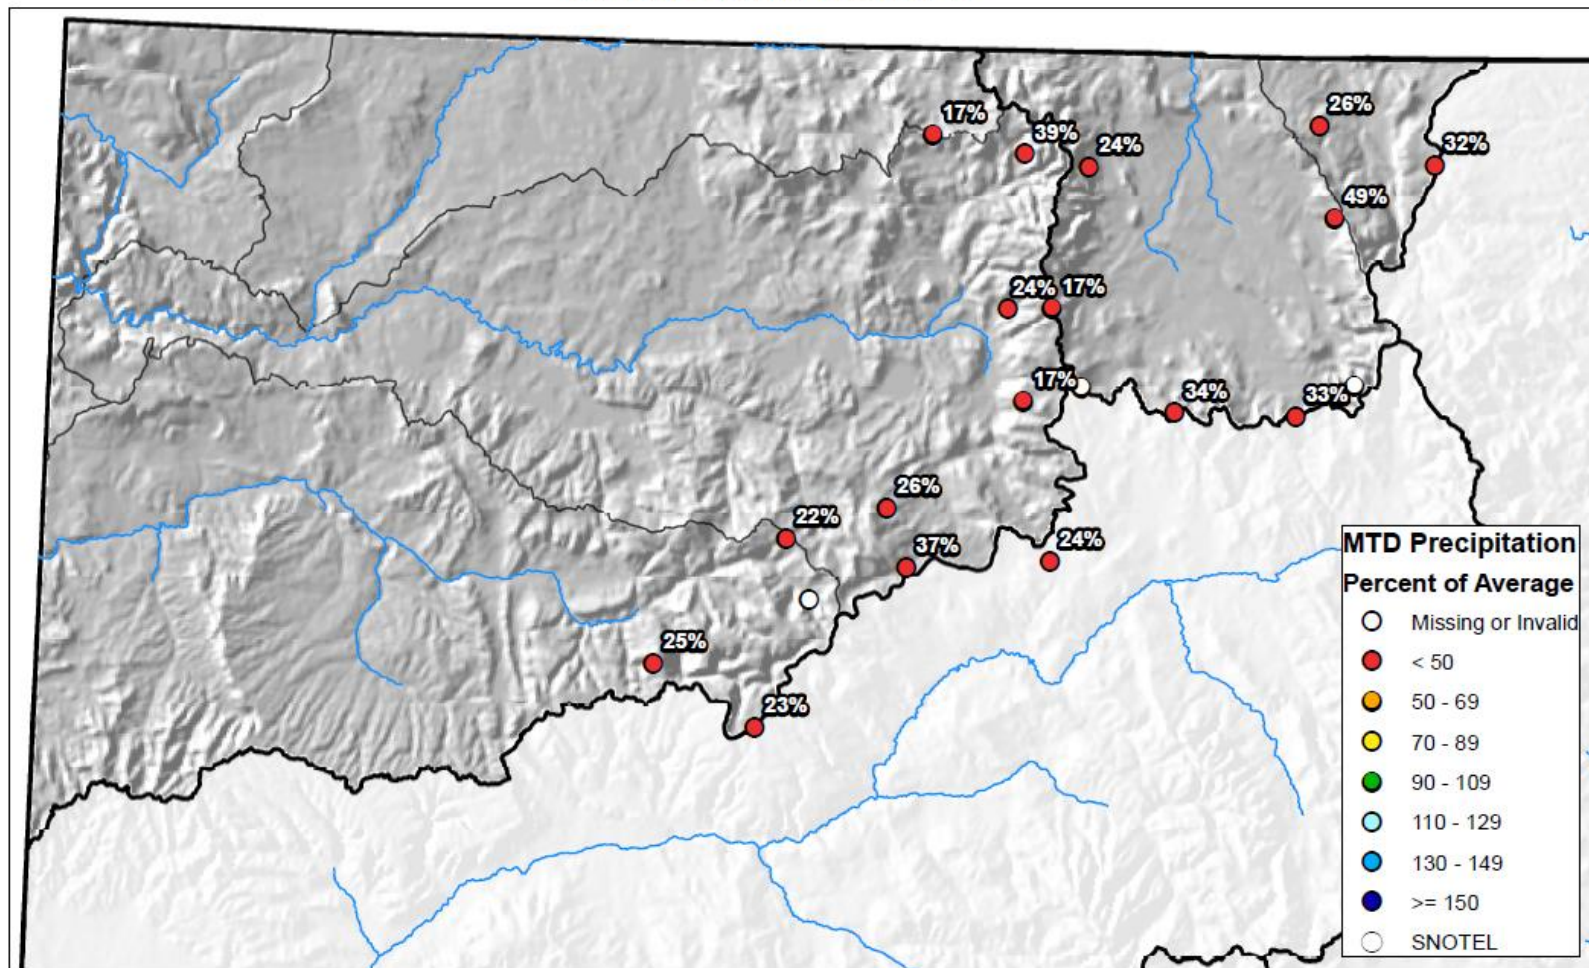 17%
26%
39%
24%
32%
49%
24%
17%
17%
34%
33%
26%
22%
37%
24%
25%
23%
MTD Precipitation
Percent of Average
Missing or Invalid
< 50
50 - 69
70 - 89
90 - 109
110 - 129
130 - 149
>= 150
SNOTEL